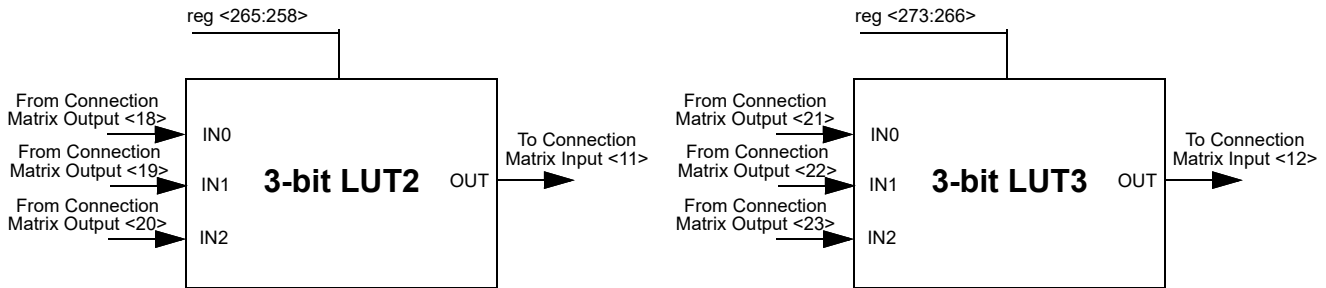 reg <265:258>
From Connection
Matrix Output <18>
IN0
From Connection
Matrix Output <19>
IN1
From Connection
Matrix Output <20>
IN2
3-bit LUT2
OUT
To Connection
Matrix Input <11>
reg <273:266>
From Connection
Matrix Output <21>
IN0
From Connection
Matrix Output <22>
IN1
From Connection
Matrix Output <23>
IN2
3-bit LUT3
OUT
To Connection
Matrix Input <12>